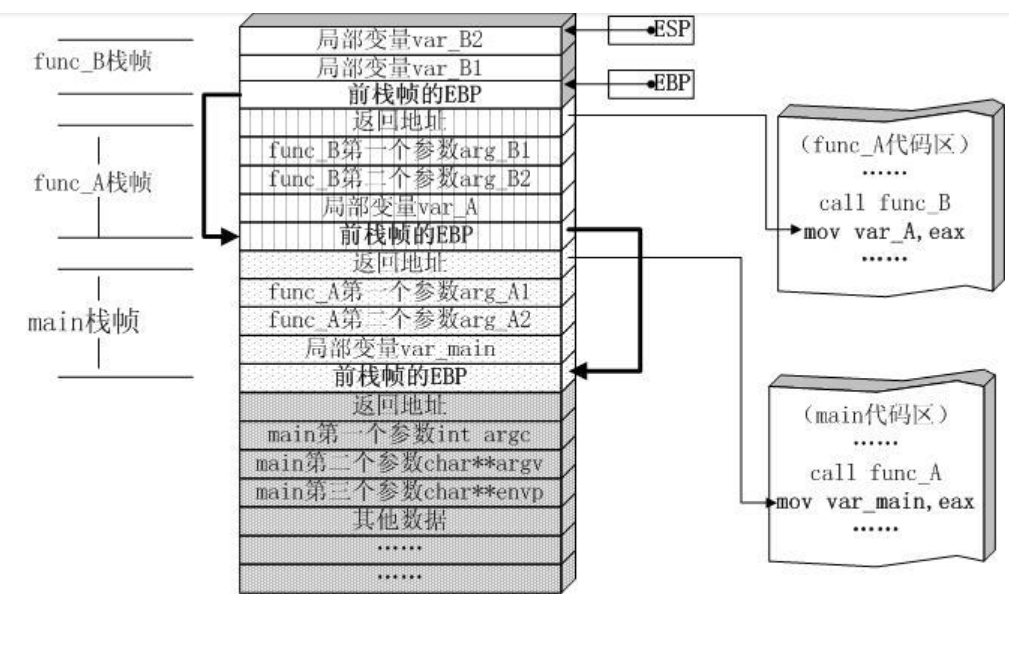 func_B栈帧
func_A栈帧
main栈帧
局部变量var_B2
局部变量var_B1
前栈帧的EBP
返回地址
func_B第一个参数arg_B1
func_B第二个参数arg_B2
局部变量var_A
前栈帧的EBP
返回地址
func_A第一个参数arg_A1
func_A第二个参数arg_A2
局部变量var_main
前栈帧的EBP
返回地址
main第一个参数int argc
main第二个参数char**argv
main第三个参数char**envp
其他数据
……
……
ESP
EBP
（func_A代码区）
……
call func_B
mov var_A,eax
……
（main代码区）
……
call func_A
mov var_main,eax
……